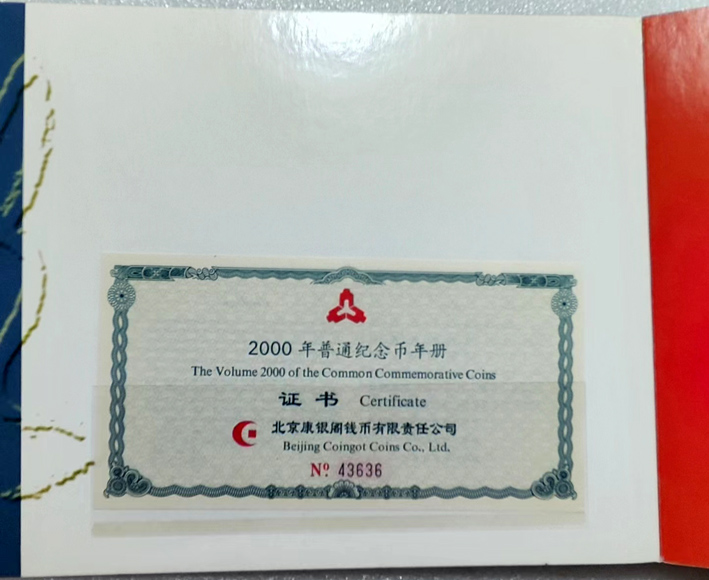 2000 年普通纪念币年册
The Volume 2000 of the Common Commemorative Coins
证 书 Certificate
北京康银阁钱币有限责任公司
Beijing Coingot Coins Co., Ltd.
Nº 43636